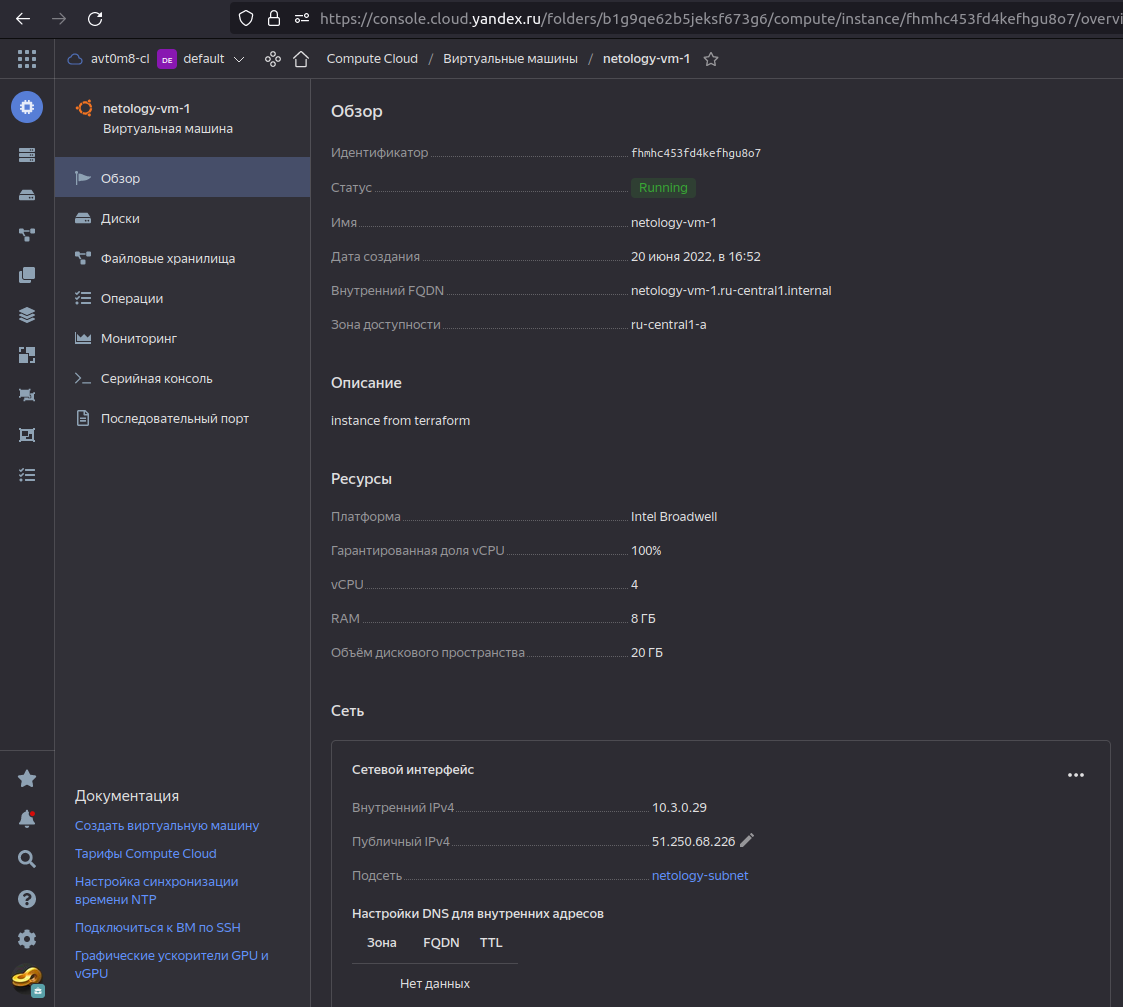 https://console.cloud.yandex.ru/folders/b1g9qe62b5jeksf673g6/compute/instance/fhmhc453fd4kefhgu8o7/overvi
avt0m8-cl DE default Compute Cloud / Виртуальные машины / netology-vm-1
netology-vm-1
Виртуальная машина
Обзор
Диски
Файловые хранилища
Операции
Мониторинг
Серийная консоль
Последовательный порт
Документация
Создать виртуальную машину
Тарифы Compute Cloud
Настройка синхронизации
времени NTP
Подключиться к ВМ по SSH
Графические ускорители GPU и
vGPU
Обзор
Идентификатор fhmhc453fd4kefhgu8o7
Статус Running
Имя netology-vm-1
Дата создания 20 июня 2022, в 16:52
Внутренний FQDN netology-vm-1.ru-central1.internal
Зона доступности ru-central1-a
Описание
instance from terraform
Ресурсы
Платформа Intel Broadwell
Гарантированная доля vCPU 100%
vCPU 4
RAM 8 ГБ
Объём дискового пространства 20 ГБ
Сеть
Сетевой интерфейс
Внутренний IPv4 10.3.0.29
Публичный IPv4 51.250.68.226
Подсеть netology-subnet
Настройки DNS для внутренних адресов
Зона FQDN TTL
Нет данных